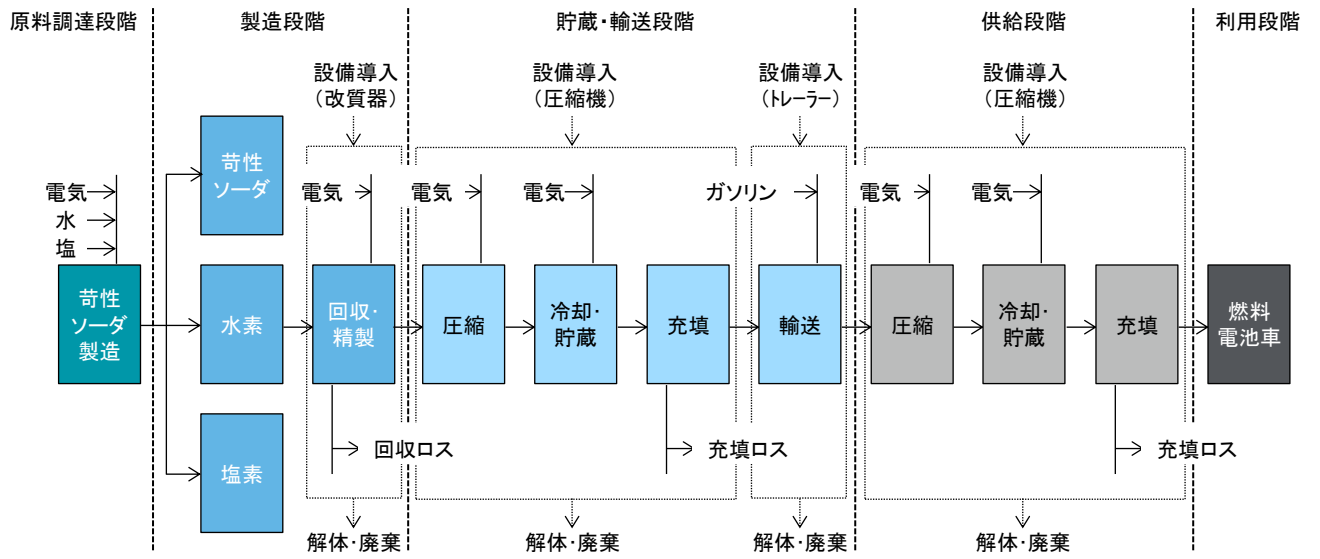 原料調達段階
製造段階
貯蔵・輸送段階
供給段階
利用段階
設備導入
（改質器）
設備導入
（圧縮機）
設備導入
（トレーラー）
設備導入
（圧縮機）
電気
水
塩
苛性
ソーダ
製造
苛性
ソーダ
水素
塩素
電気
回収・
精製
回収ロス
電気
圧縮
電気
冷却・
貯蔵
充填
充填ロス
ガソリン
輸送
電気
圧縮
電気
冷却・
貯蔵
充填
充填ロス
燃料
電池車
解体・廃棄
解体・廃棄
解体・廃棄
解体・廃棄